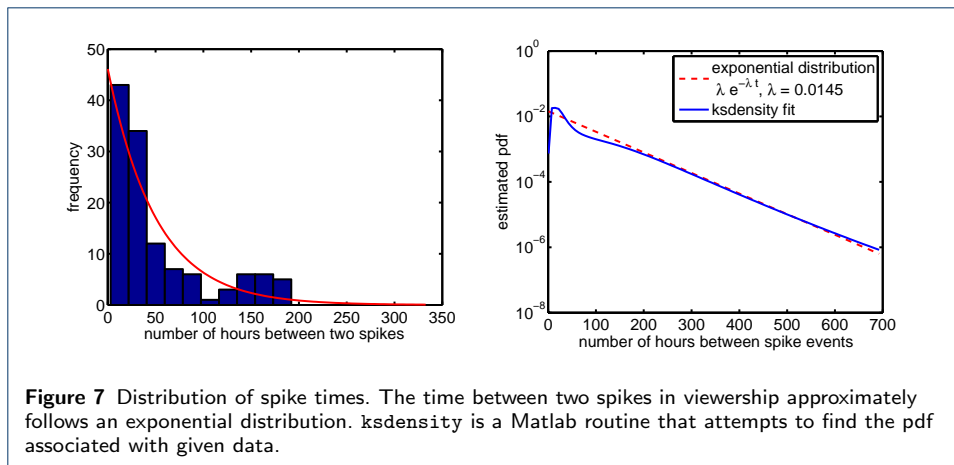 50
40
30
20
10
0
frequency
0 50 100 150 200 250 300 350
number of hours between two spikes
10^0
10^−2
10^−4
10^−6
10^−8
estimated pdf
exponential distribution
λ e^−λ t, λ = 0.0145
ksdensity fit
0 100 200 300 400 500 600 700
number of hours between spike events
Figure 7 Distribution of spike times. The time between two spikes in viewership approximately
follows an exponential distribution. ksdensity is a Matlab routine that attempts to find the pdf
associated with given data.